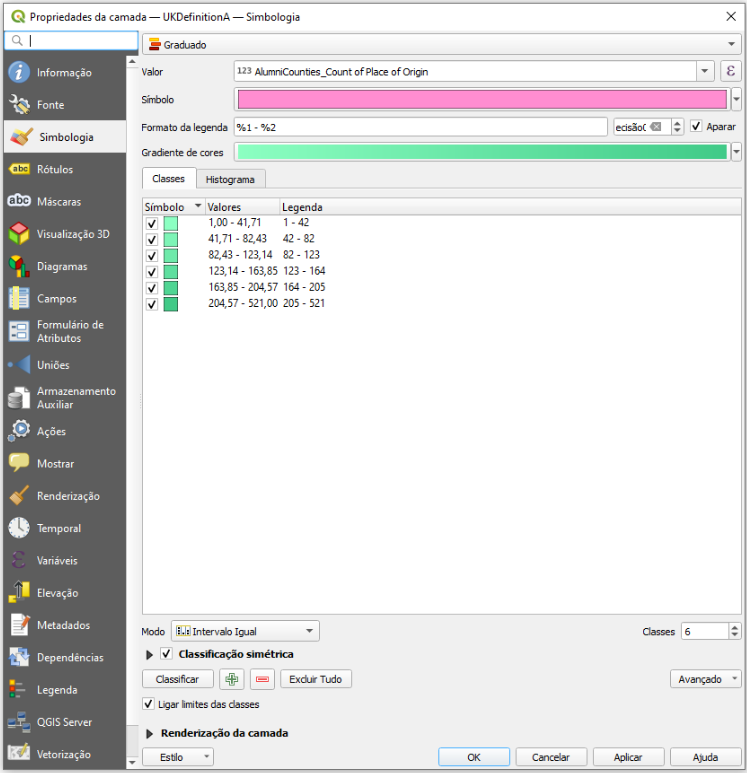 Propriedades da camada — UKDefinitionA — Simbologia
Informação
Fonte
Simbologia
Rótulos
abc
Máscaras
abc
Visualização 3D
Diagramas
Campos
Formulário de
Atributos
Uniões
Armazenamento
Auxiliar
Ações
Mostrar
Renderização
Temporal
Variáveis
Elevação
Metadados
Dependências
Legenda
QGIS Server
Vetorização
Graduado
Valor
123 AlumniCounties_Count of Place of Origin
ε
Símbolo
Formato da legenda %1 - %2
ecisão( Aparar
Gradiente de cores
Classes Histograma
Símbolo Valores Legenda
1,00 - 41,71 1 - 42
41,71 - 82,43 42 - 82
82,43 - 123,14 82 - 123
123,14 - 163,85 123 - 164
163,85 - 204,57 164 - 205
204,57 - 521,00 205 - 521
Modo Intervalo Igual Classes 6
Classificação simétrica
Classificar Excluir Tudo Avançado
Ligar limites das classes
Renderização da camada
Estilo OK Cancelar Aplicar Ajuda